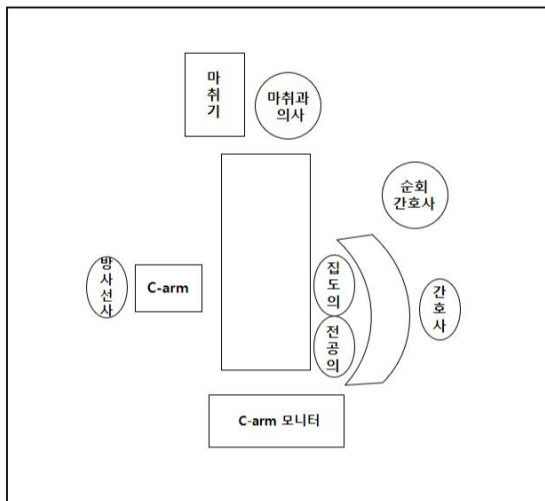 마
취
기
마취과
의사
순회
간호사
방
사
선
사
C-arm
집
도
의
간
호
사
전
공
의
C-arm 모니터